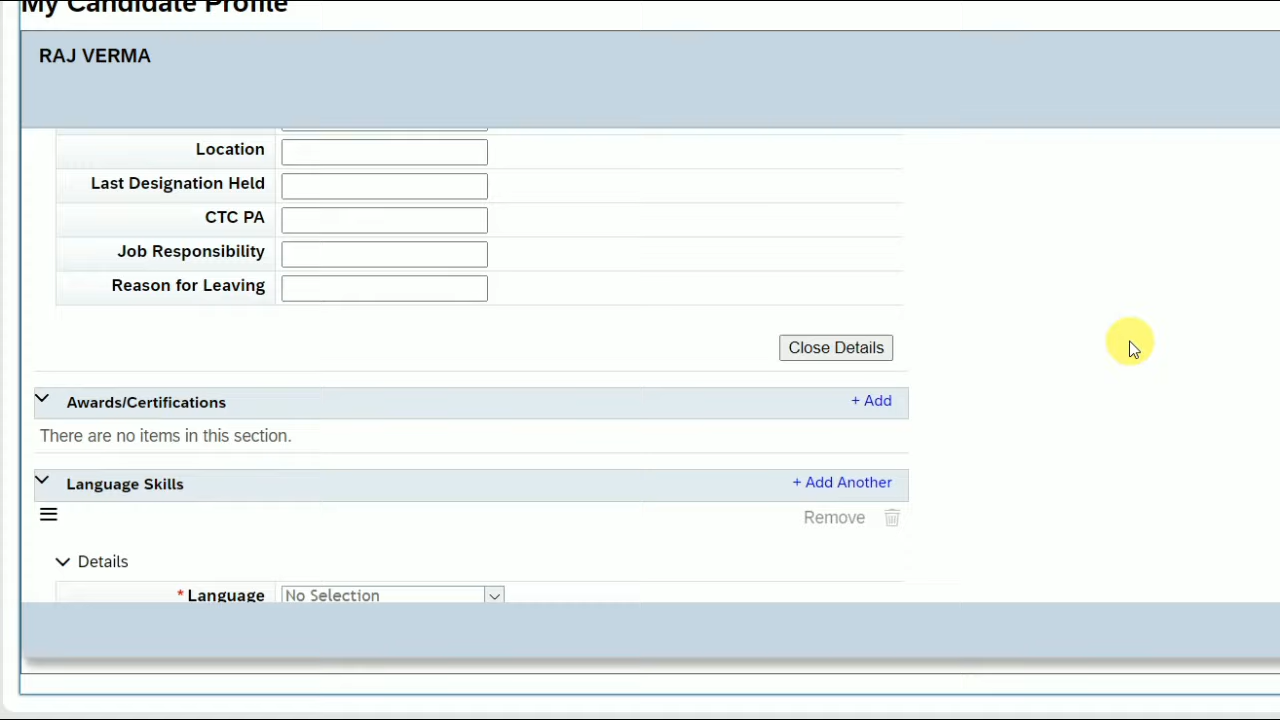 My Candidate Profile
RAJ VERMA
Location
Last Designation Held
CTC PA
Job Responsibility
Reason for Leaving
Close Details
Awards/Certifications
+ Add
There are no items in this section.
Language Skills
+ Add Another
Remove
Details
* Language
No Selection